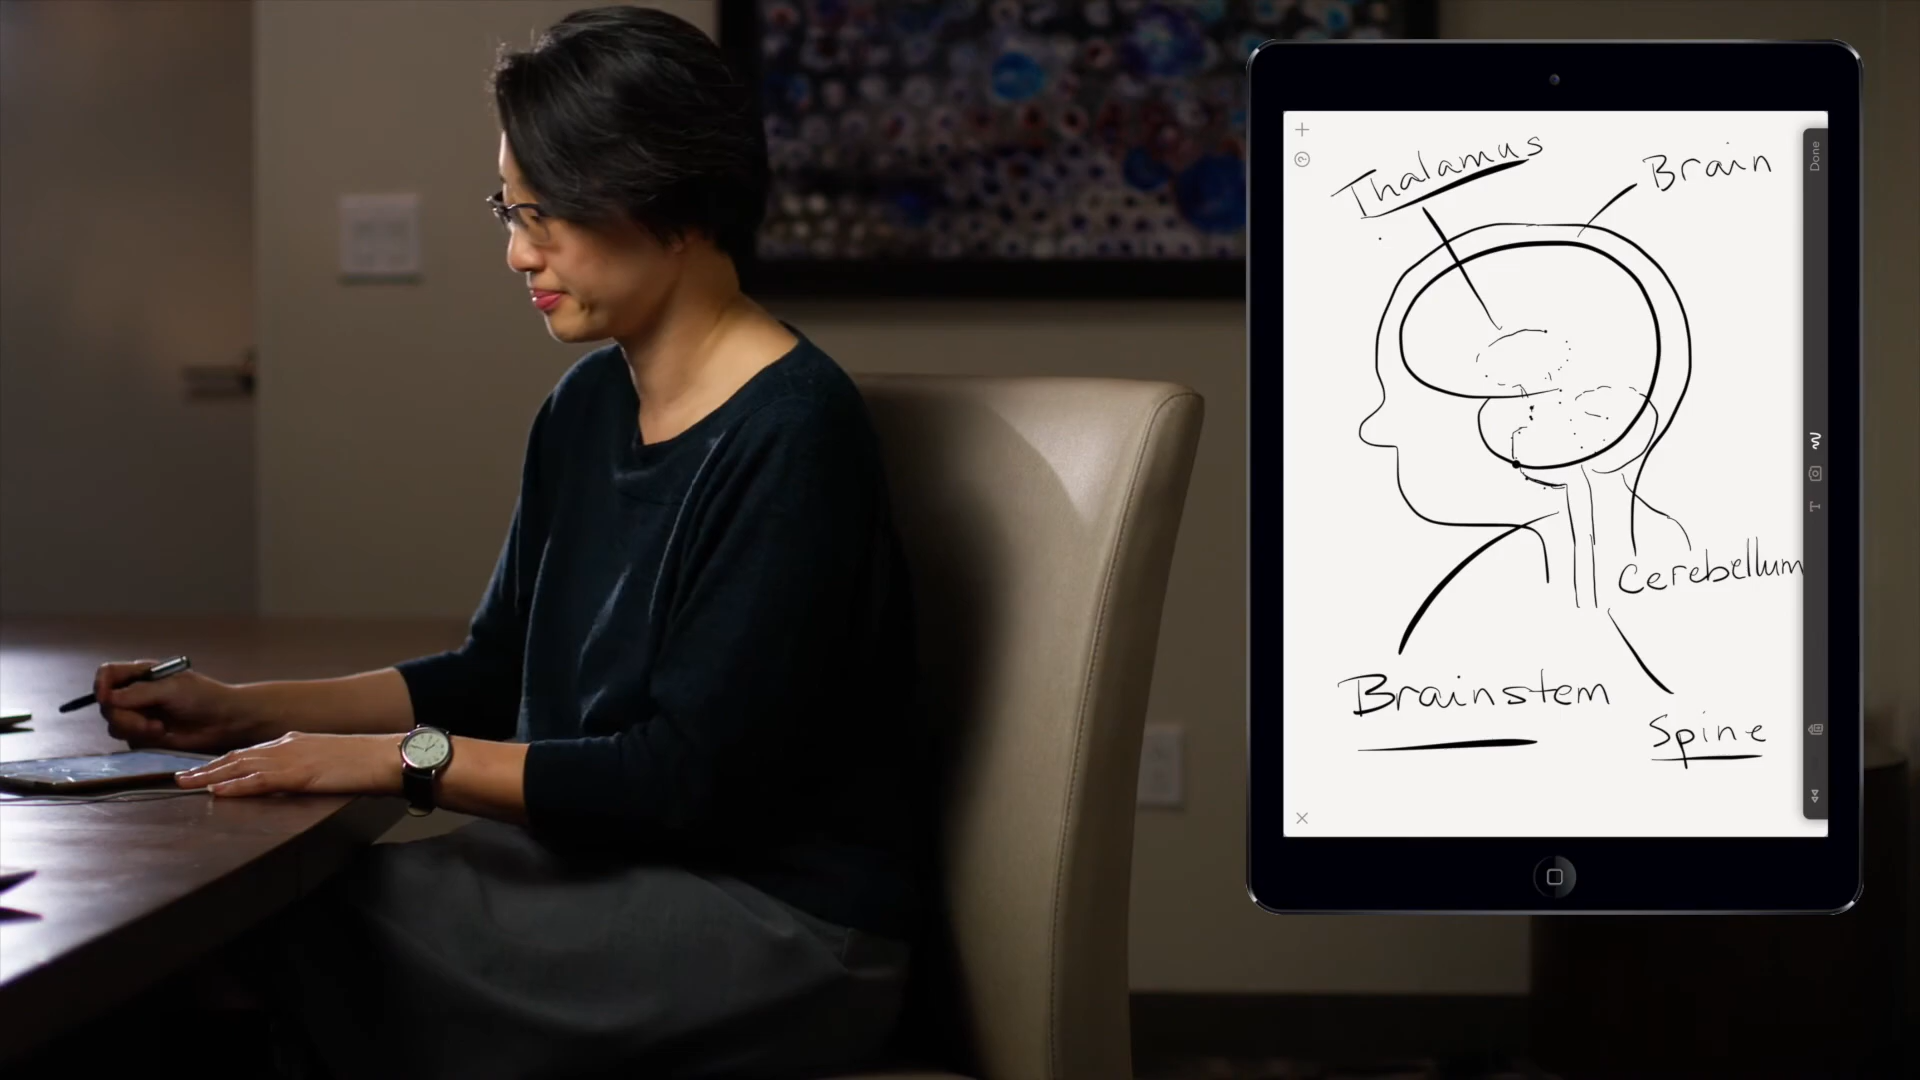 Thalamus
Brain
Cerebellum
Brainstem
Spine
Done
T